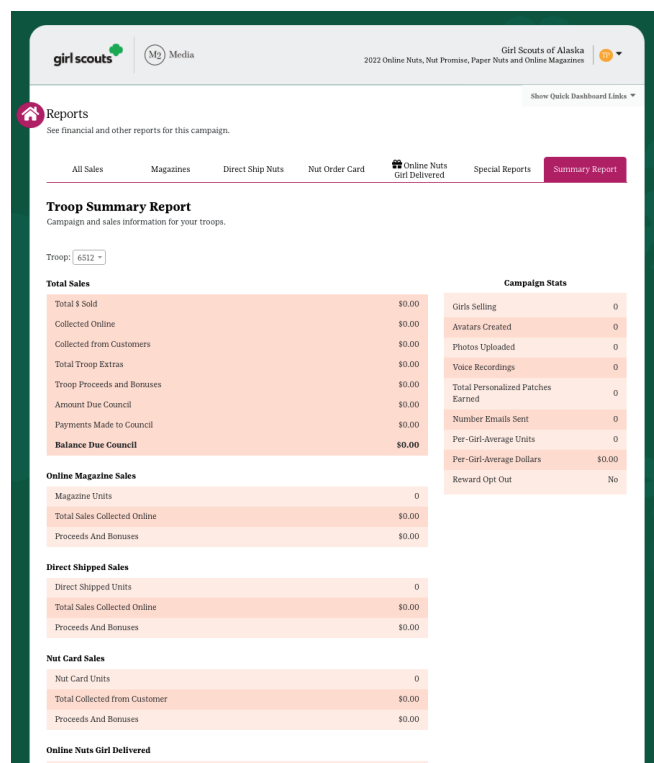 girl scouts
M2 Media
Girl Scouts of Alaska
2022 Online Nuts, Nut Promise, Paper Nuts and Online Magazines
TP
Show Quick Dashboard Links
Reports
See financial and other reports for this campaign.
All Sales Magazines Direct Ship Nuts Nut Order Card Online Nuts Girl Delivered Special Reports Summary Report
Troop Summary Report
Campaign and sales information for your troops.
Troop: 6512
Total Sales
Total $ Sold $0.00
Collected Online $0.00
Collected from Customers $0.00
Total Troop Extras $0.00
Troop Proceeds and Bonuses $0.00
Amount Due Council $0.00
Payments Made to Council $0.00
Balance Due Council $0.00
Online Magazine Sales
Magazine Units 0
Total Sales Collected Online $0.00
Proceeds And Bonuses $0.00
Direct Shipped Sales
Direct Shipped Units 0
Total Sales Collected Online $0.00
Proceeds And Bonuses $0.00
Nut Card Sales
Nut Card Units 0
Total Collected from Customer $0.00
Proceeds And Bonuses $0.00
Online Nuts Girl Delivered
Campaign Stats
Girls Selling 0
Avatars Created 0
Photos Uploaded 0
Voice Recordings 0
Total Personalized Patches
Earned 0
Number Emails Sent 0
Per-Girl-Average Units 0
Per-Girl-Average Dollars $0.00
Reward Opt Out No